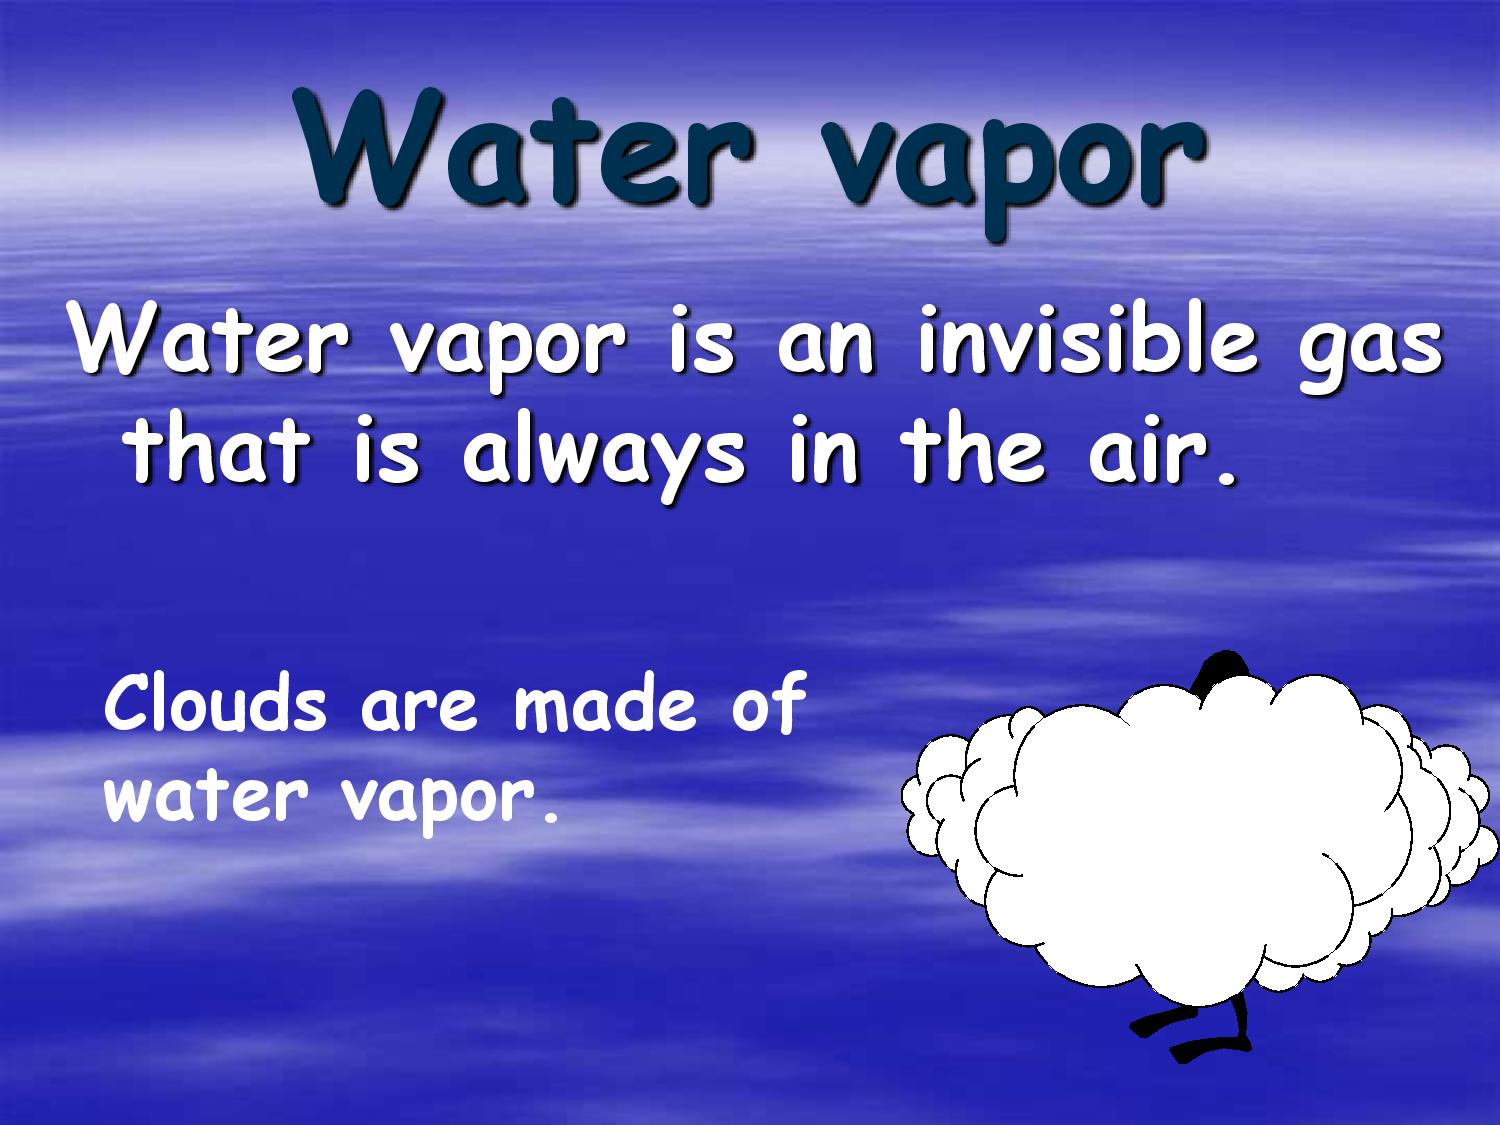 Water vapor
Water vapor is an invisible gas
that is always in the air.
Clouds are made of
water vapor.